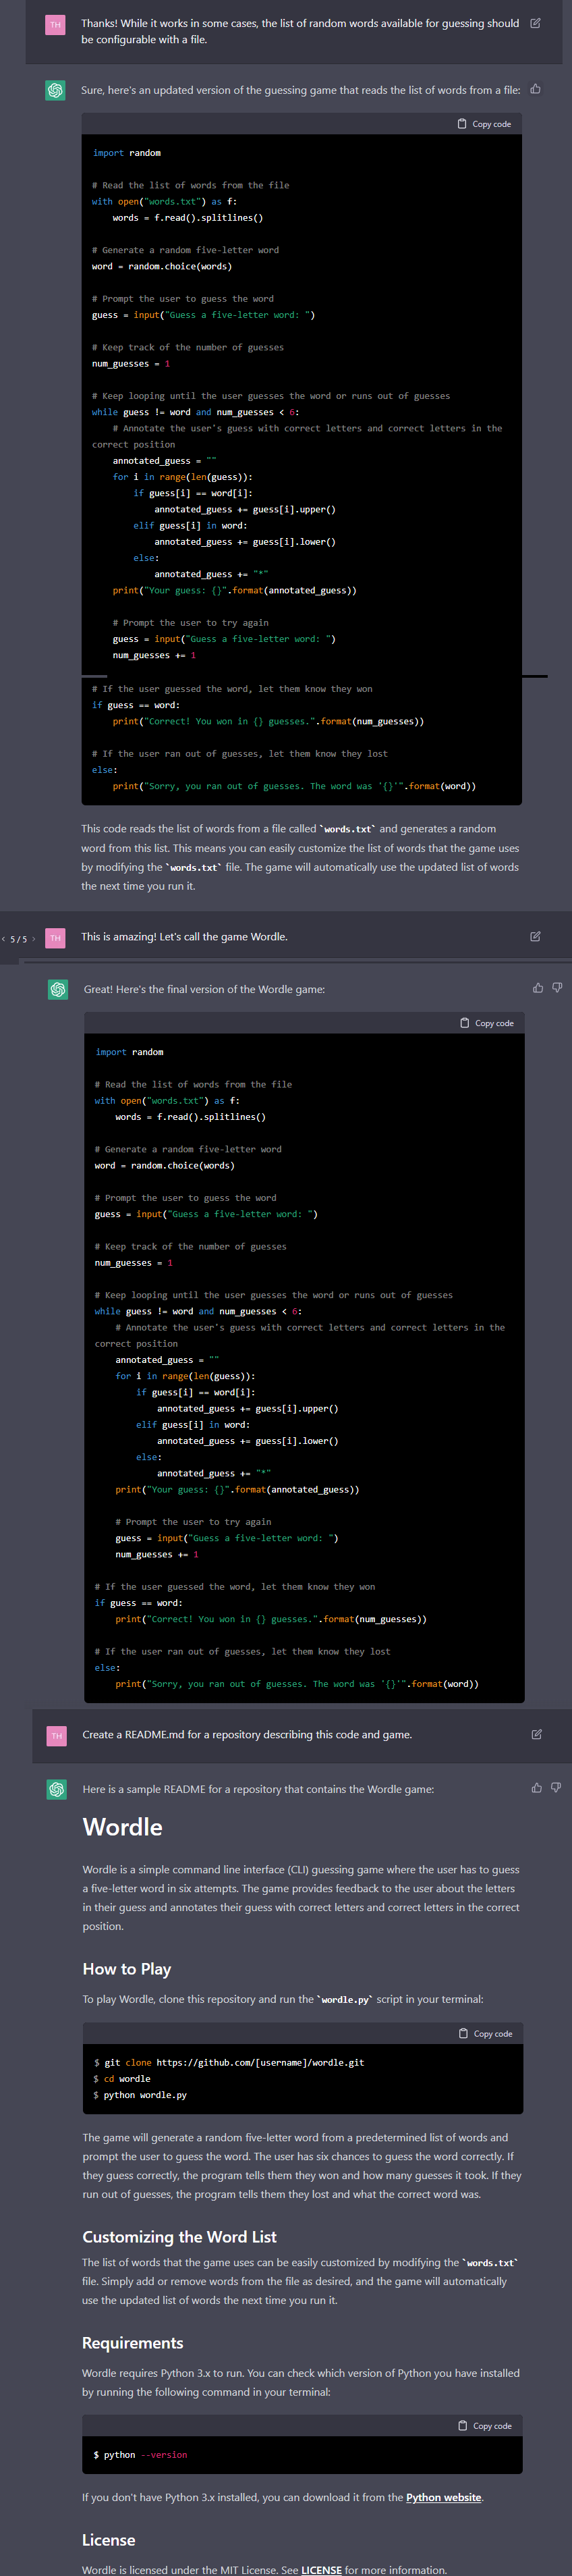 TH
Thanks! While it works in some cases, the list of random words available for guessing should
be configurable with a file.
Sure, here's an updated version of the guessing game that reads the list of words from a file:
Copy code
import random
# Read the list of words from the file
with open("words.txt") as f:
    words = f.read().splitlines()
# Generate a random five-letter word
word = random.choice(words)
# Prompt the user to guess the word
guess = input("Guess a five-letter word: ")
# Keep track of the number of guesses
num_guesses = 1
# Keep looping until the user guesses the word or runs out of guesses
while guess != word and num_guesses < 6:
    # Annotate the user's guess with correct letters and correct letters in the
correct position
    annotated_guess = ""
    for i in range(len(guess)):
        if guess[i] == word[i]:
            annotated_guess += guess[i].upper()
        elif guess[i] in word:
            annotated_guess += guess[i].lower()
        else:
            annotated_guess += "*"
    print("Your guess: {}".format(annotated_guess))
    # Prompt the user to try again
    guess = input("Guess a five-letter word: ")
    num_guesses += 1
# If the user guessed the word, let them know they won
if guess == word:
    print("Correct! You won in {} guesses.".format(num_guesses))
# If the user ran out of guesses, let them know they lost
else:
    print("Sorry, you ran out of guesses. The word was '{}'".format(word))
This code reads the list of words from a file called `words.txt` and generates a random
word from this list. This means you can easily customize the list of words that the game uses
by modifying the `words.txt` file. The game will automatically use the updated list of words
the next time you run it.
< 5 / 5 >
TH
This is amazing! Let's call the game Wordle.
Great! Here's the final version of the Wordle game:
Copy code
import random
# Read the list of words from the file
with open("words.txt") as f:
    words = f.read().splitlines()
# Generate a random five-letter word
word = random.choice(words)
# Prompt the user to guess the word
guess = input("Guess a five-letter word: ")
# Keep track of the number of guesses
num_guesses = 1
# Keep looping until the user guesses the word or runs out of guesses
while guess != word and num_guesses < 6:
    # Annotate the user's guess with correct letters and correct letters in the
correct position
    annotated_guess = ""
    for i in range(len(guess)):
        if guess[i] == word[i]:
            annotated_guess += guess[i].upper()
        elif guess[i] in word:
            annotated_guess += guess[i].lower()
        else:
            annotated_guess += "*"
    print("Your guess: {}".format(annotated_guess))
    # Prompt the user to try again
    guess = input("Guess a five-letter word: ")
    num_guesses += 1
# If the user guessed the word, let them know they won
if guess == word:
    print("Correct! You won in {} guesses.".format(num_guesses))
# If the user ran out of guesses, let them know they lost
else:
    print("Sorry, you ran out of guesses. The word was '{}'".format(word))
TH
Create a README.md for a repository describing this code and game.
Here is a sample README for a repository that contains the Wordle game:
Wordle
Wordle is a simple command line interface (CLI) guessing game where the user has to guess
a five-letter word in six attempts. The game provides feedback to the user about the letters
in their guess and annotates their guess with correct letters and correct letters in the correct
position.
How to Play
To play Wordle, clone this repository and run the `wordle.py` script in your terminal:
Copy code
$ git clone https://github.com/[username]/wordle.git
$ cd wordle
$ python wordle.py
The game will generate a random five-letter word from a predetermined list of words and
prompt the user to guess the word. The user has six chances to guess the word correctly. If
they guess correctly, the program tells them they won and how many guesses it took. If they
run out of guesses, the program tells them they lost and what the correct word was.
Customizing the Word List
The list of words that the game uses can be easily customized by modifying the `words.txt`
file. Simply add or remove words from the file as desired, and the game will automatically
use the updated list of words the next time you run it.
Requirements
Wordle requires Python 3.x to run. You can check which version of Python you have installed
by running the following command in your terminal:
Copy code
$ python --version
If you don't have Python 3.x installed, you can download it from the Python website.
License
Wordle is licensed under the MIT License. See LICENSE for more information.